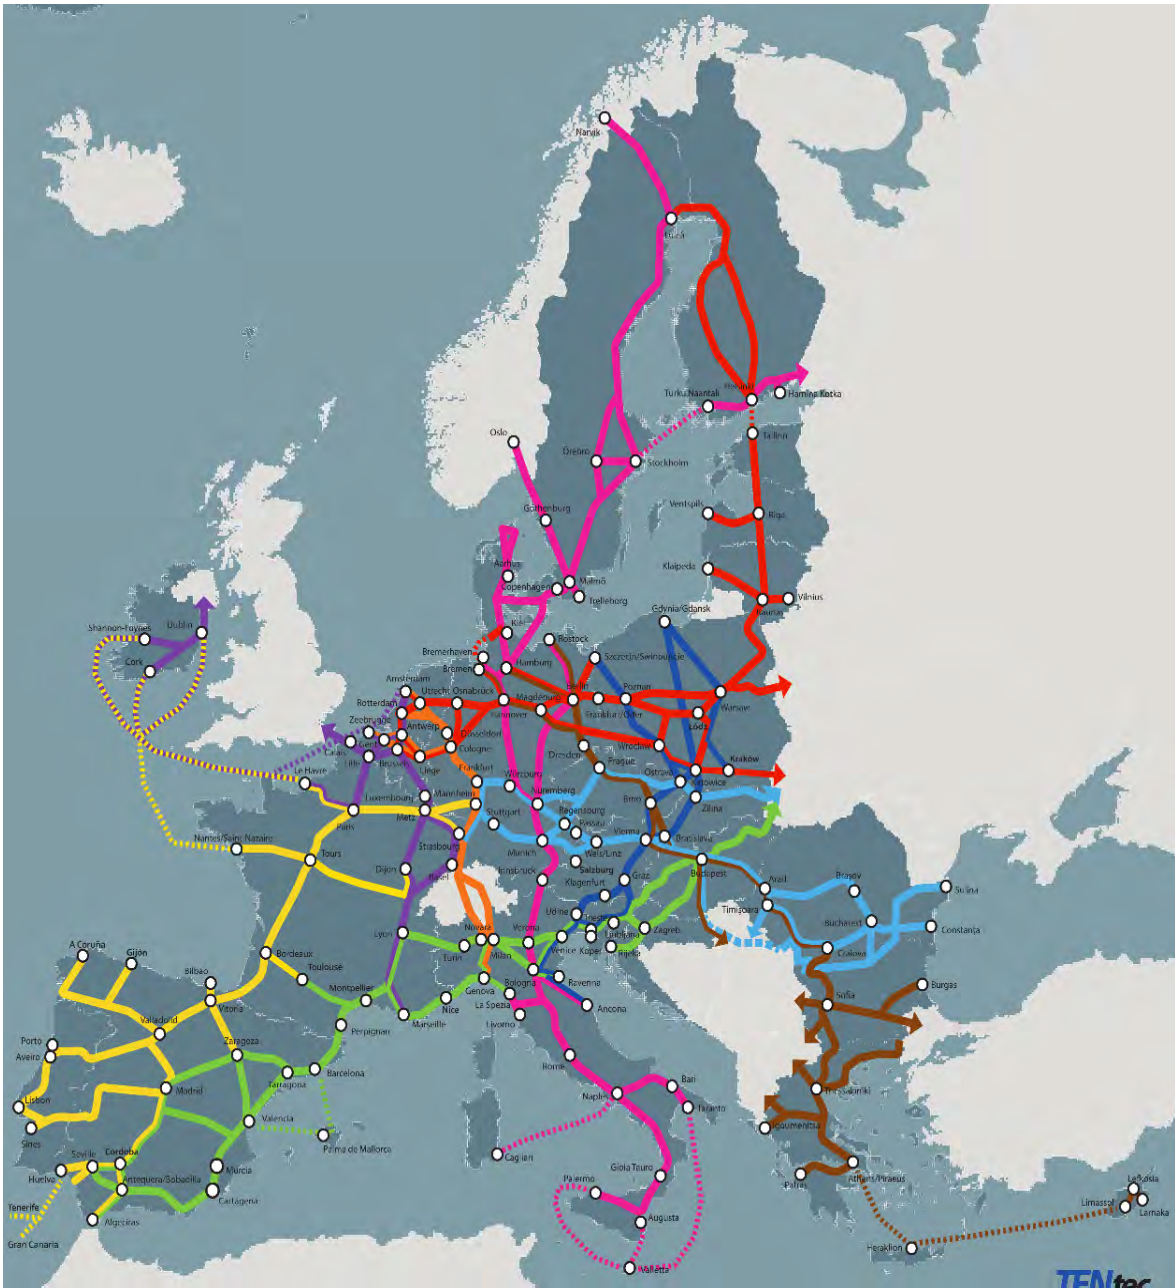 Narvik
Luleå
Helsinki
Turku Naantali
Hamina Kotka
Tallinn
Oslo
Örebro
Stockholm
Ventspils
Riga
Gothenburg
Aarhus
Copenhagen
Malmö
Trelleborg
Klaipeda
Vilnius
Kaunas
Gdynia/Gdansk
Shannon-Foynes
Dublin
Cork
Kiel
Rostock
Bremerhaven
Bremen
Hamburg
Szczecin/Swinoujscie
Amsterdam
Utrecht
Osnabrück
Magdeburg
Berlin
Poznan
Warsaw
Rotterdam
Hannover
Frankfurt/Oder
Zeebrugge
Antwerp
Düsseldorf
Łódź
Calais
Gent
Cologne
Wrocław
Lille
Brussels
Liège
Dresden
Prague
Kraków
Ostrava
Katowice
Le Havre
Frankfurt
Würzburg
Luxembourg
Mannheim
Nuremberg
Brno
Žilina
Paris
Metz
Stuttgart
Regensburg
Passau
Nantes/Saint Nazaire
Strasbourg
Munich
Wels/Linz
Vienna
Bratislava
Tours
Dijon
Basel
Innsbruck
Salzburg
Klagenfurt
Graz
Budapest
Arad
Brașov
Sulina
Timișoara
Udine
Trieste
Bucharest
Constanța
Lyon
Novara
Verona
Ljubljana
Zagreb
Turin
Milan
Venice
Koper
Rijeka
Craiova
A Coruña
Gijón
Bilbao
Bordeaux
Toulouse
Montpellier
Genova
Bologna
Ravenna
Nice
La Spezia
Ancona
Livorno
Marseille
Vitoria
Sofia
Burgas
Perpignan
Valladolid
Porto
Aveiro
Zaragoza
Rome
Barcelona
Tarragona
Madrid
Bari
Naples
Taranto
Thessaloniki
Lisbon
Sines
Valencia
Palma de Mallorca
Igoumenitsa
Seville
Cordoba
Cagliari
Huelva
Antequera/Bobadilla
Murcia
Gioia Tauro
Patras
Athens/Piraeus
Cartagena
Palermo
Lefkosia
Tenerife
Limassol
Larnaka
Algeciras
Augusta
Gran Canaria
Heraklion
Valletta
TENtec